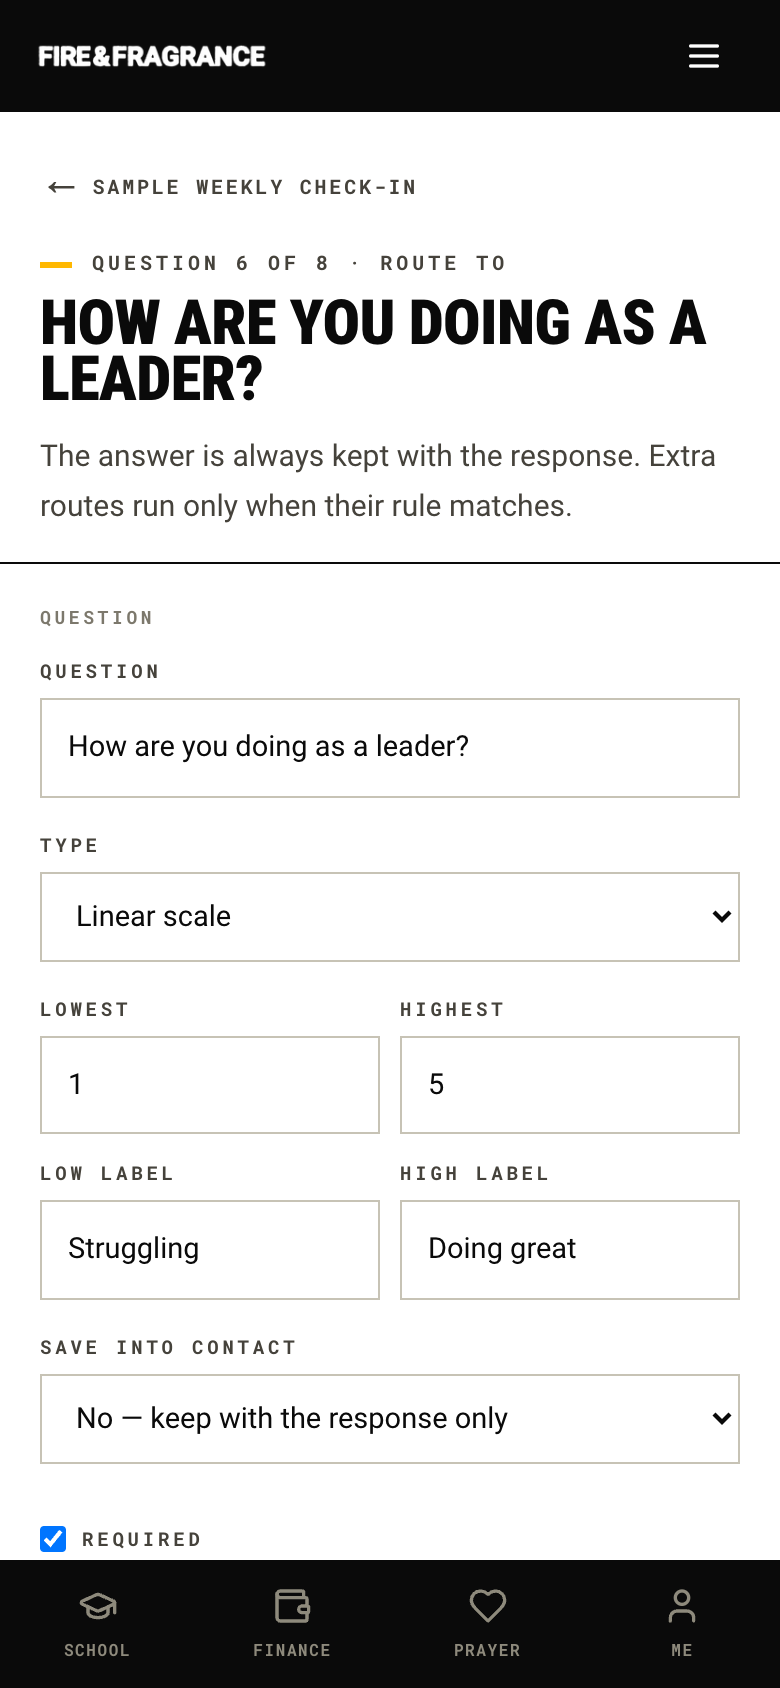 FIRE&FRAGRANCE
← SAMPLE WEEKLY CHECK-IN
QUESTION 6 OF 8 · ROUTE TO
HOW ARE YOU DOING AS A
LEADER?
The answer is always kept with the response. Extra
routes run only when their rule matches.
QUESTION
QUESTION
How are you doing as a leader?
TYPE
Linear scale
LOWEST HIGHEST
1 5
LOW LABEL HIGH LABEL
Struggling Doing great
SAVE INTO CONTACT
No — keep with the response only
REQUIRED
SCHOOL FINANCE PRAYER ME